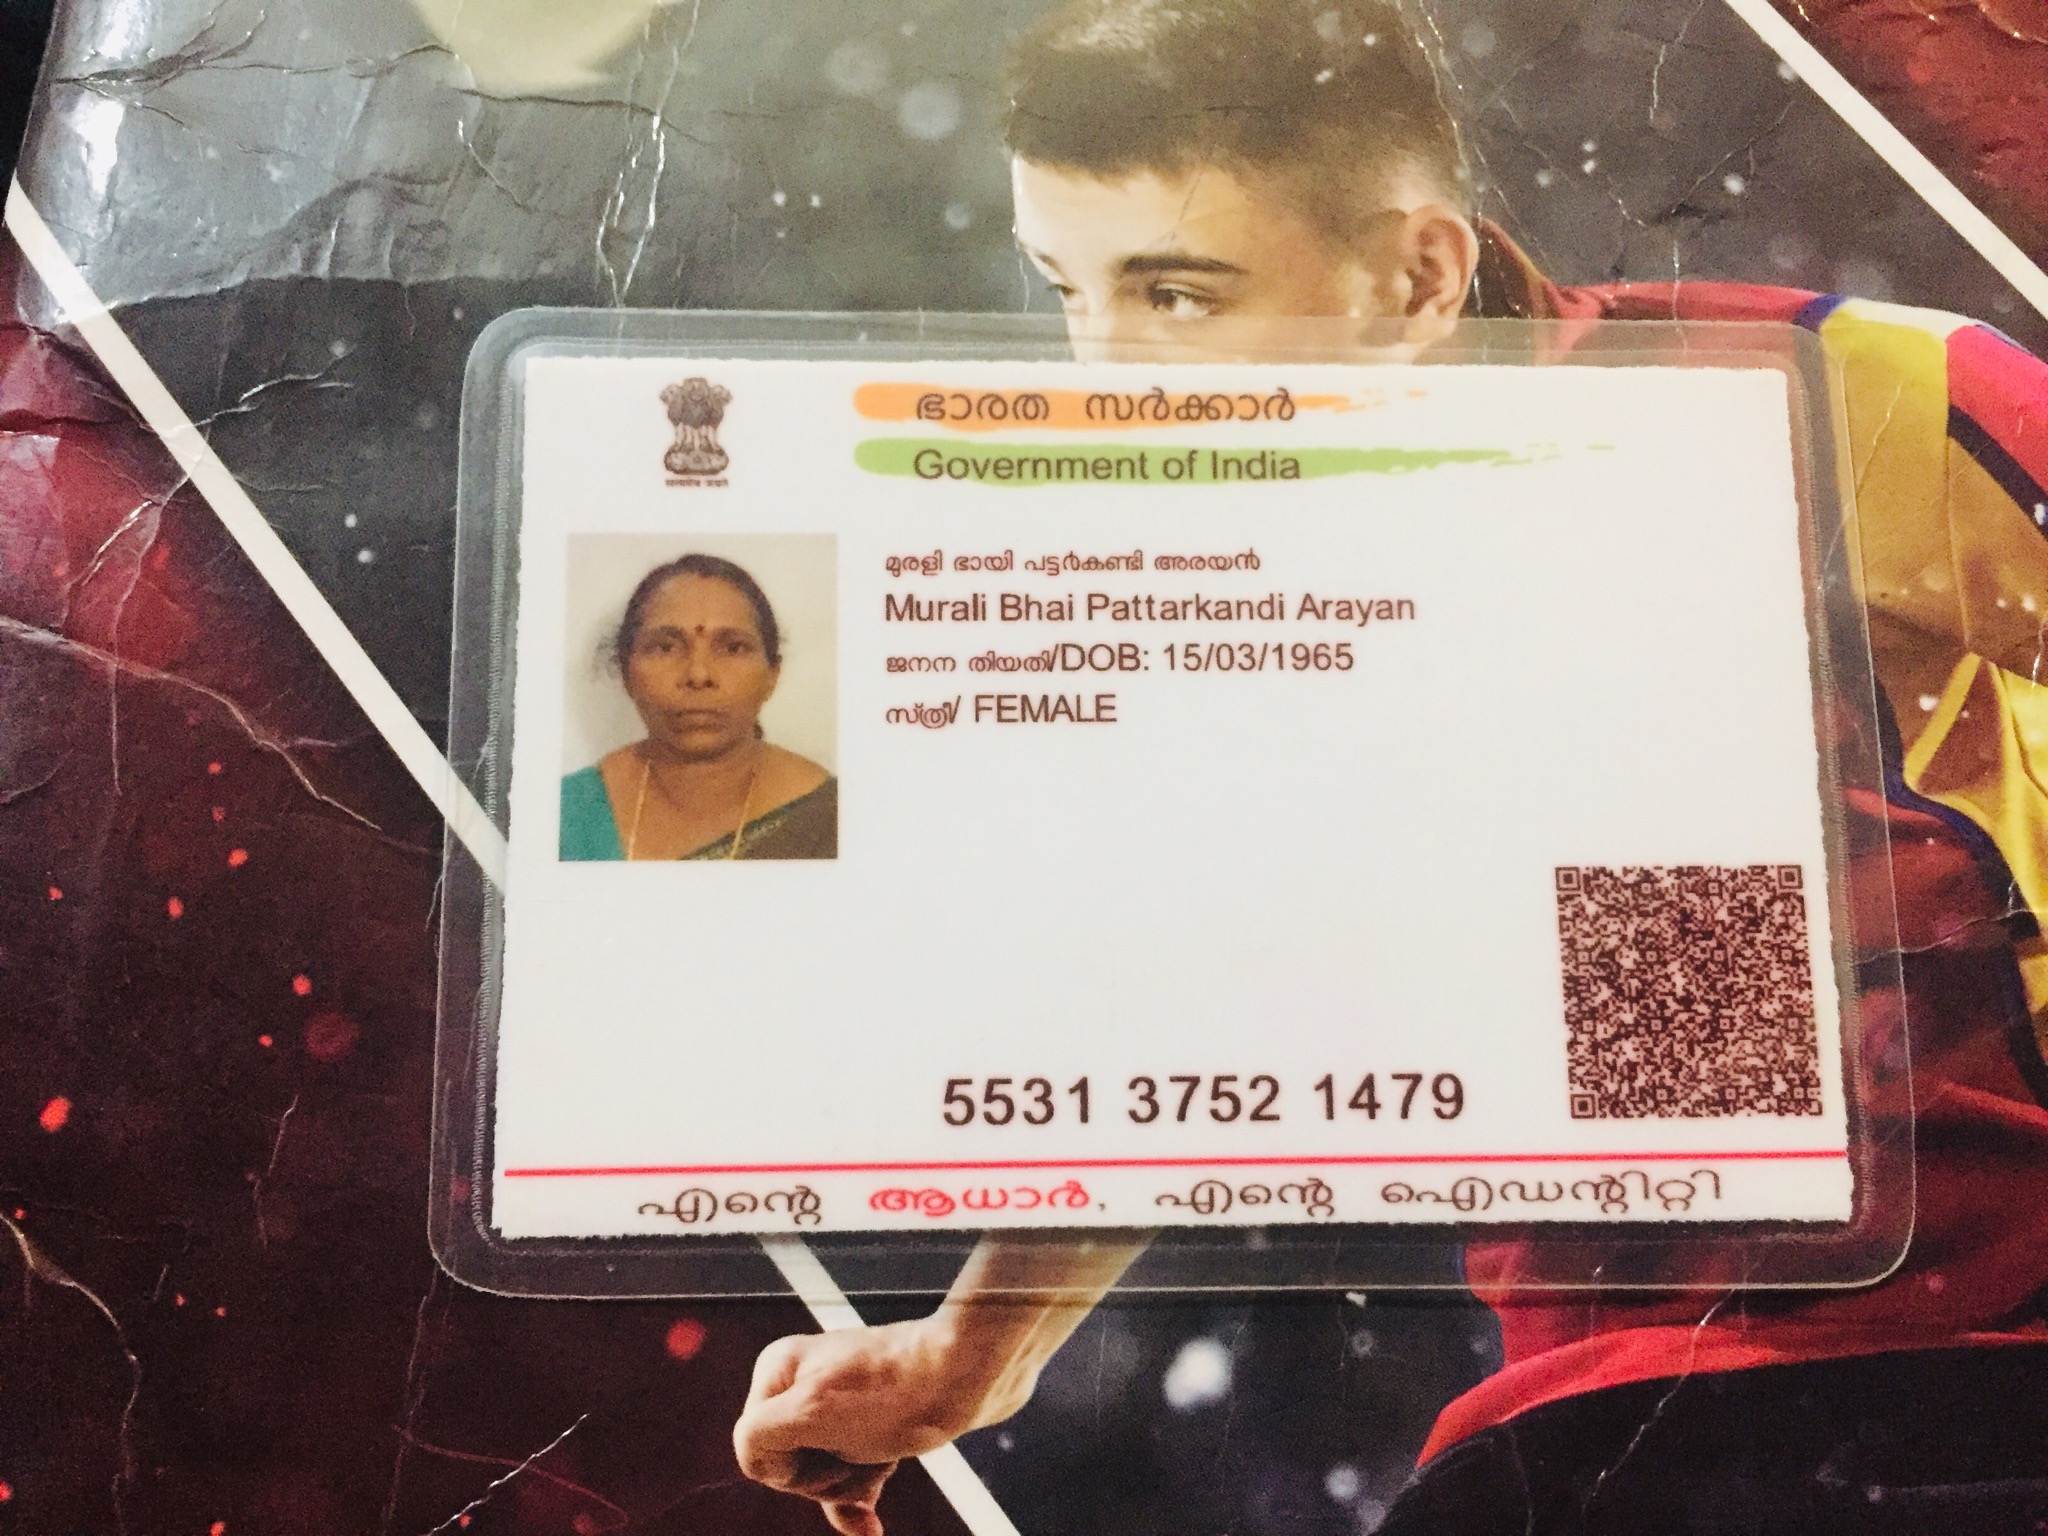 ഭാരത സർക്കാർ
Government of India
सत्यमेव जयते
മുരളി ഭായി പട്ടർകണ്ടി അരയൻ
Murali Bhai Pattarkandi Arayan
ജനന തിയതി/DOB: 15/03/1965
സ്ത്രീ/ FEMALE
5531 3752 1479
എന്റെ ആധാർ, എന്റെ ഐഡന്റിറ്റി